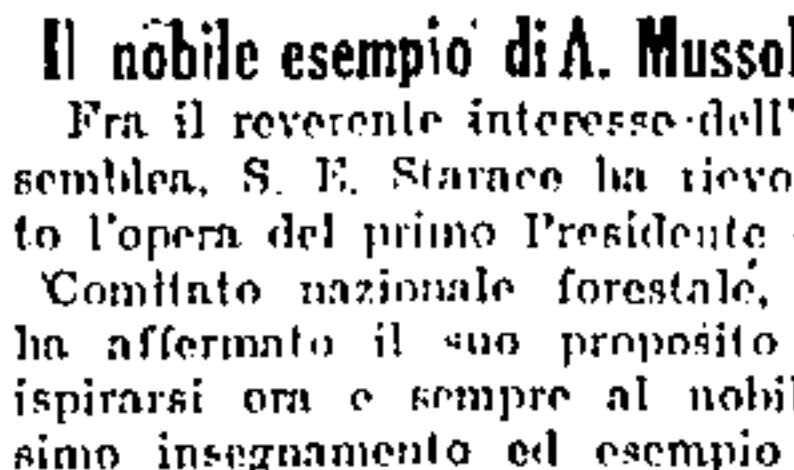 Il nobile esempio di A. Mussol
Fra il reverente interesse dell'
semblea, S. E. Starace ha rievo
to l'opera del primo Presidente
Comitato nazionale forestale,
ha affermato il suo proposito
ispirarsi ora e sempre al nobil
simo insegnamento ed esempio